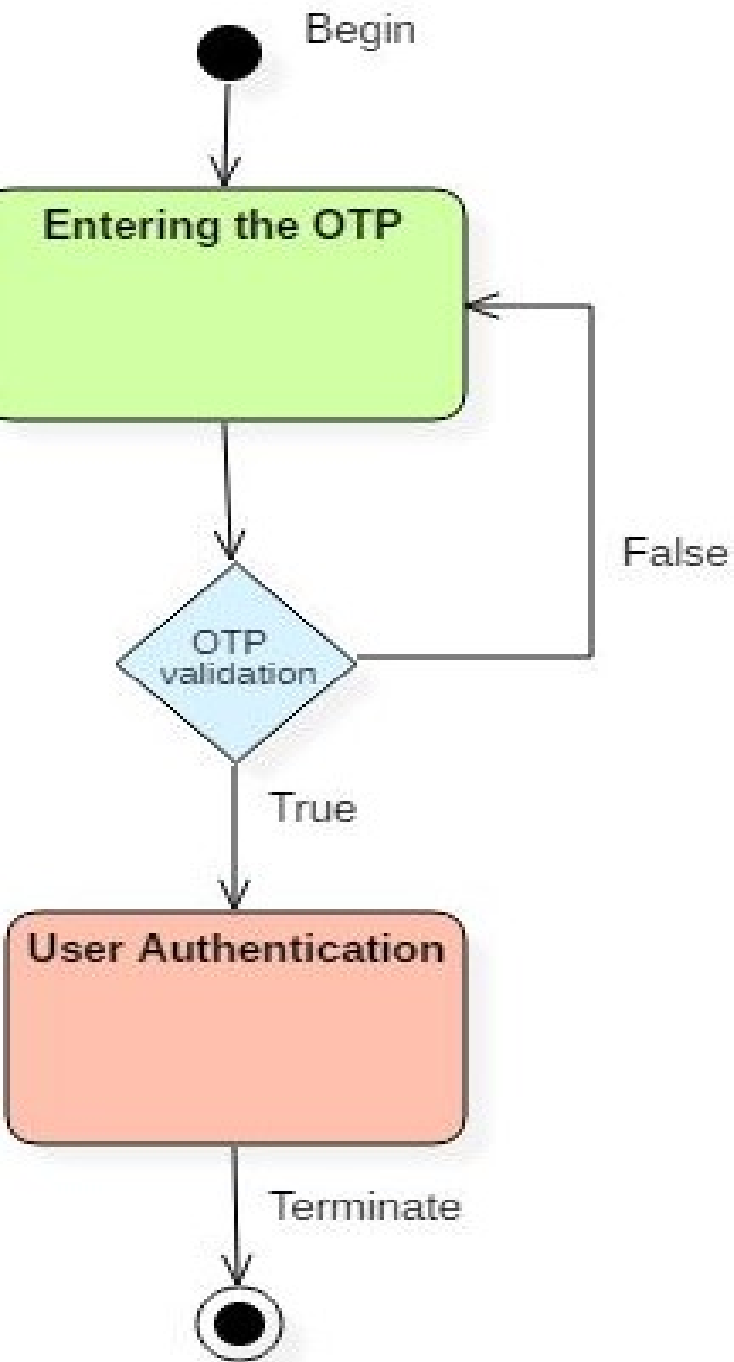 Begin
Entering the OTP
False
OTP
validation
True
User Authentication
Terminate